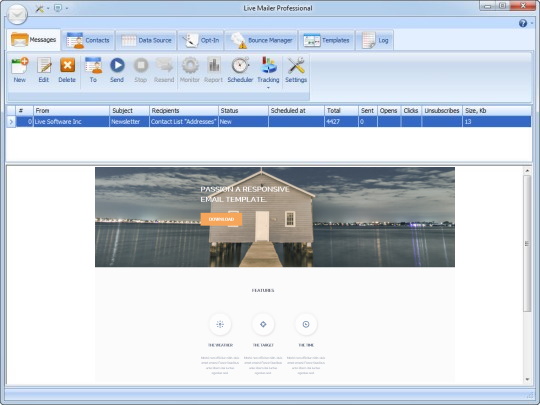 Live Mailer Professional
Messages Contacts Data Source Opt-In Bounce Manager Templates Log
New Edit Delete To Send Stop Resend Monitor Report Scheduler Tracking Settings
# From Subject Recipients Status Scheduled at Total Sent Opens Clicks Unsubscribes Size, Kb
0 Live Software Inc Newsletter Contact List "Addresses" New 4427 0 13
PASSION A RESPONSIVE
EMAIL TEMPLATE.
DOWNLOAD
FEATURES
THE WEATHER THE TARGET THE TIME